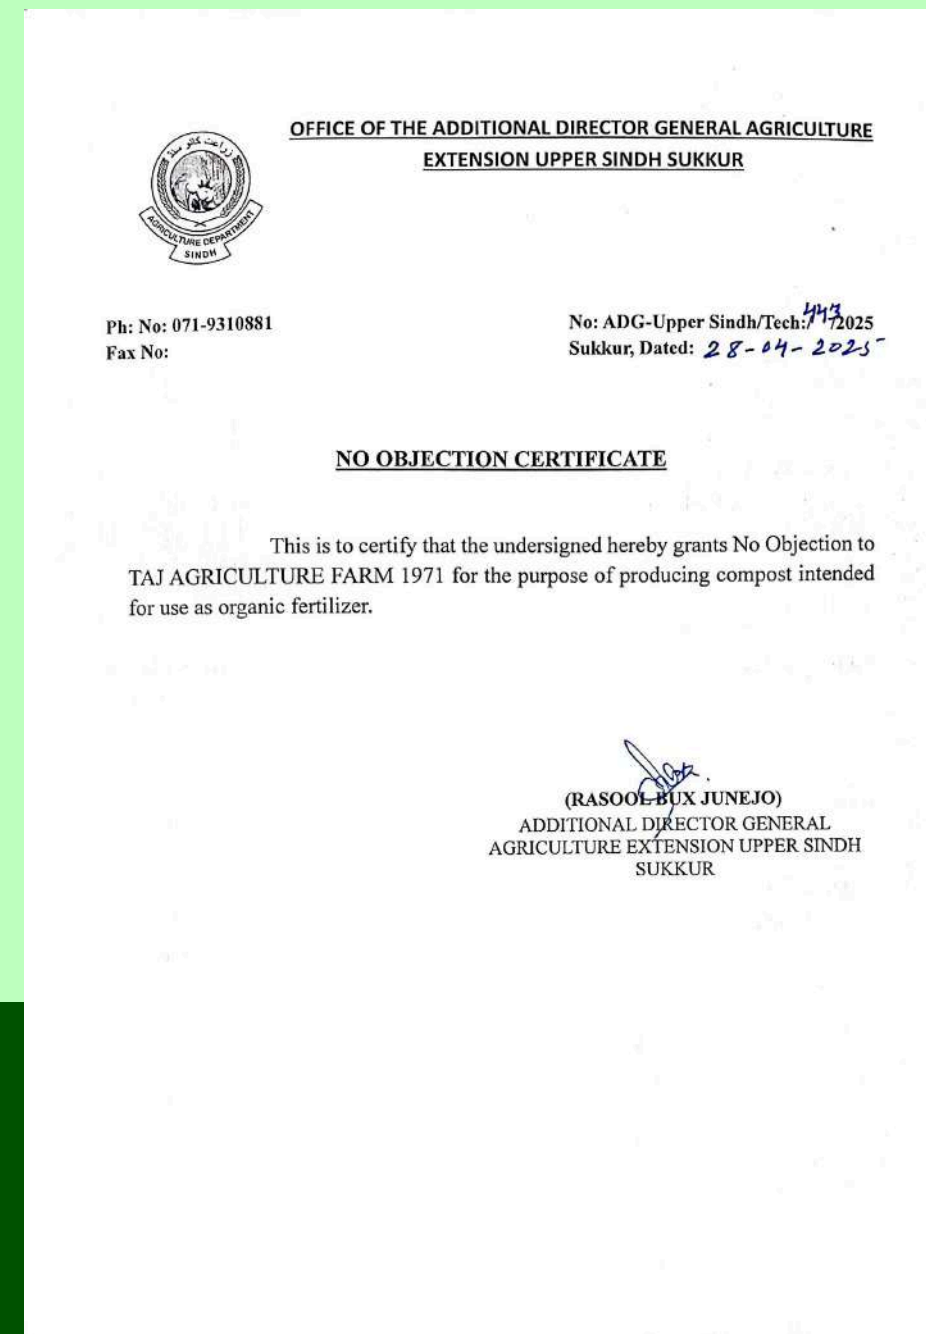 OFFICE OF THE ADDITIONAL DIRECTOR GENERAL AGRICULTURE
EXTENSION UPPER SINDH SUKKUR
زراعت کاتو سنڌ
AGRICULTURE DEPARTMENT
SINDH
Ph: No: 071-9310881
Fax No:
No: ADG-Upper Sindh/Tech:/443/2025
Sukkur, Dated: 28-04-2025
NO OBJECTION CERTIFICATE
This is to certify that the undersigned hereby grants No Objection to
TAJ AGRICULTURE FARM 1971 for the purpose of producing compost intended
for use as organic fertilizer.
(RASOOL BUX JUNEJO)
ADDITIONAL DIRECTOR GENERAL
AGRICULTURE EXTENSION UPPER SINDH
SUKKUR